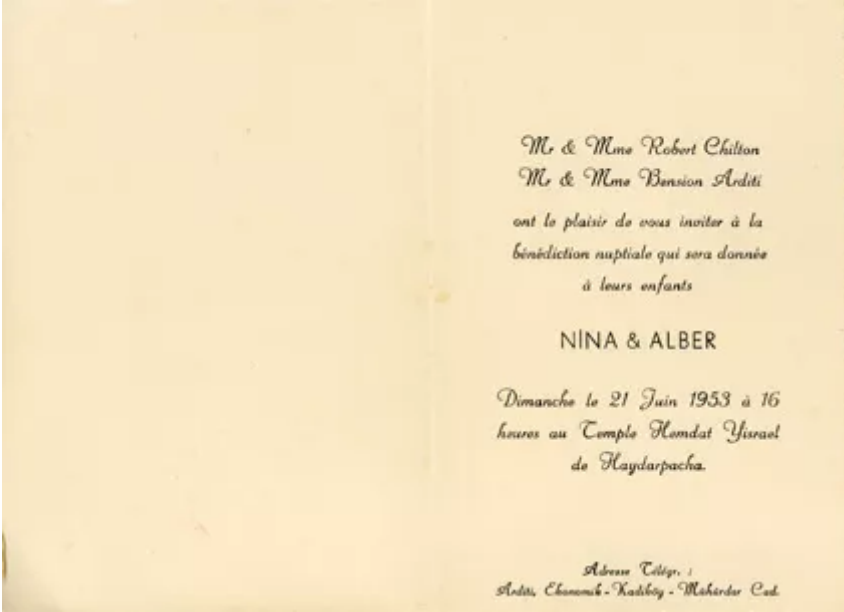 Mr & Mme Robert Chilton
Mr & Mme Bension Arditi
ont le plaisir de vous inviter à la
bénédiction nuptiale qui sera donnée
à leurs enfants
NİNA & ALBER
Dimanche le 21 Juin 1953 à 16
heures au Temple Hemdat Yisrael
de Haydarpacha.
Adresse Télégr. :
Arditi, Ekonomik - Kadıköy - Mühürdar Cad.